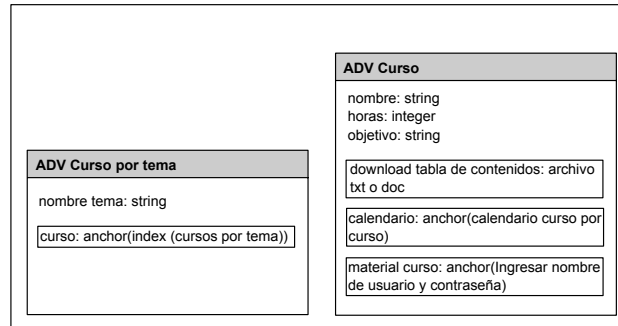 ADV Curso por tema
nombre tema: string
curso: anchor(index (cursos por tema))
ADV Curso
nombre: string
horas: integer
objetivo: string
download tabla de contenidos: archivo
txt o doc
calendario: anchor(calendario curso por
curso)
material curso: anchor(Ingresar nombre
de usuario y contraseña)